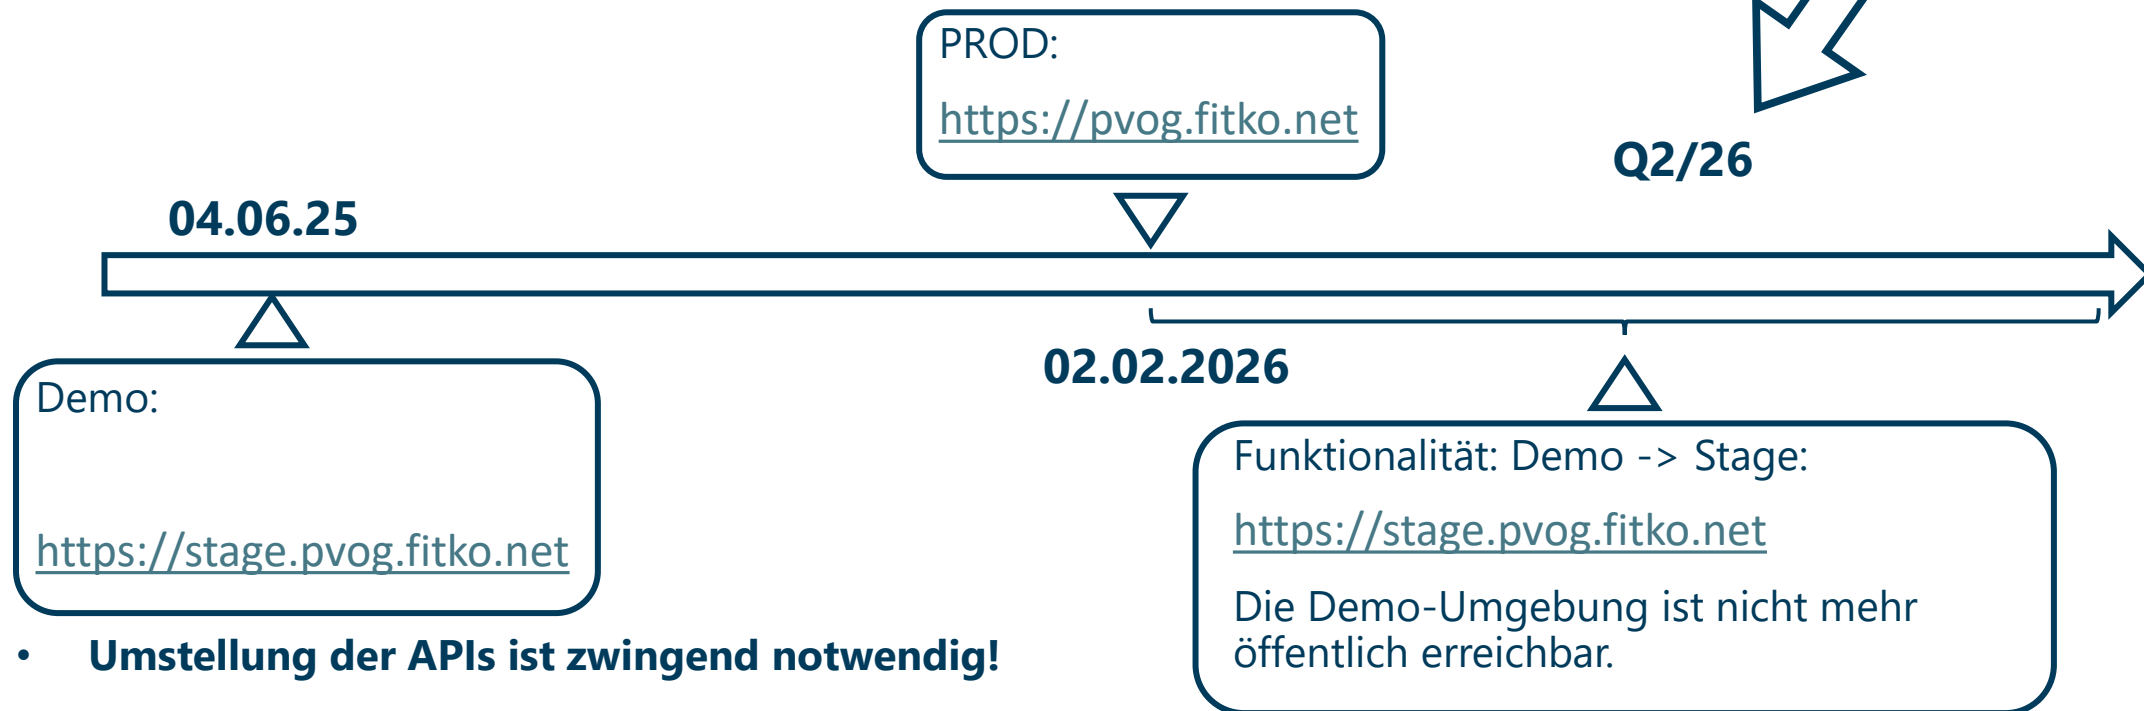 PROD:
https://pvog.fitko.net
Q2/26
04.06.25
02.02.2026
Demo:
https://stage.pvog.fitko.net
Funktionalität: Demo -> Stage:
https://stage.pvog.fitko.net
Die Demo-Umgebung ist nicht mehr
öffentlich erreichbar.
• Umstellung der APIs ist zwingend notwendig!